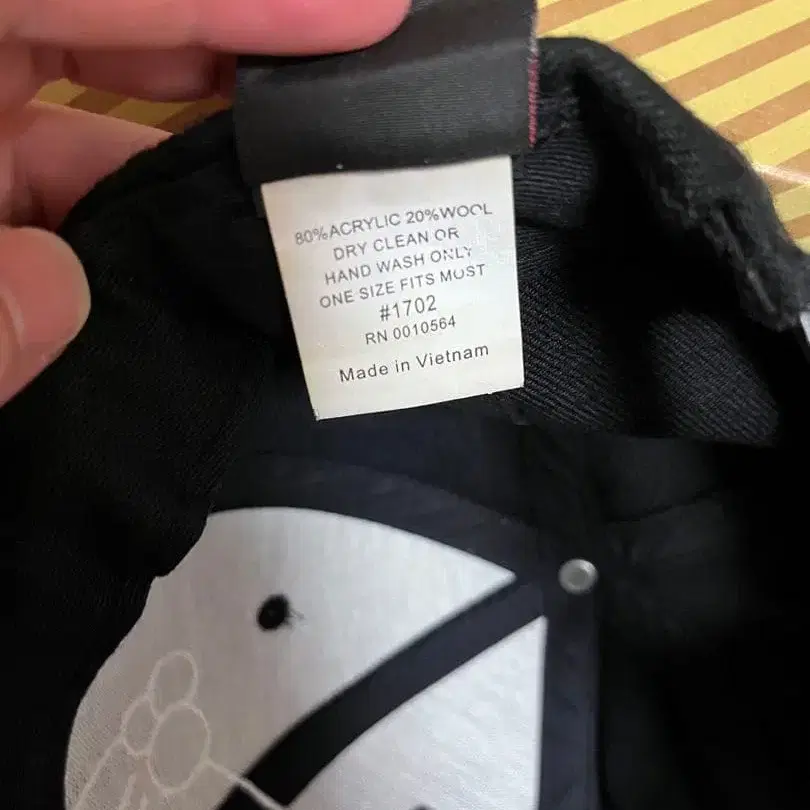 80%ACRYLIC 20%WOOL
DRY CLEAN OR
HAND WASH ONLY
ONE SIZE FITS MUST
#1702
RN 0010564
Made in Vietnam